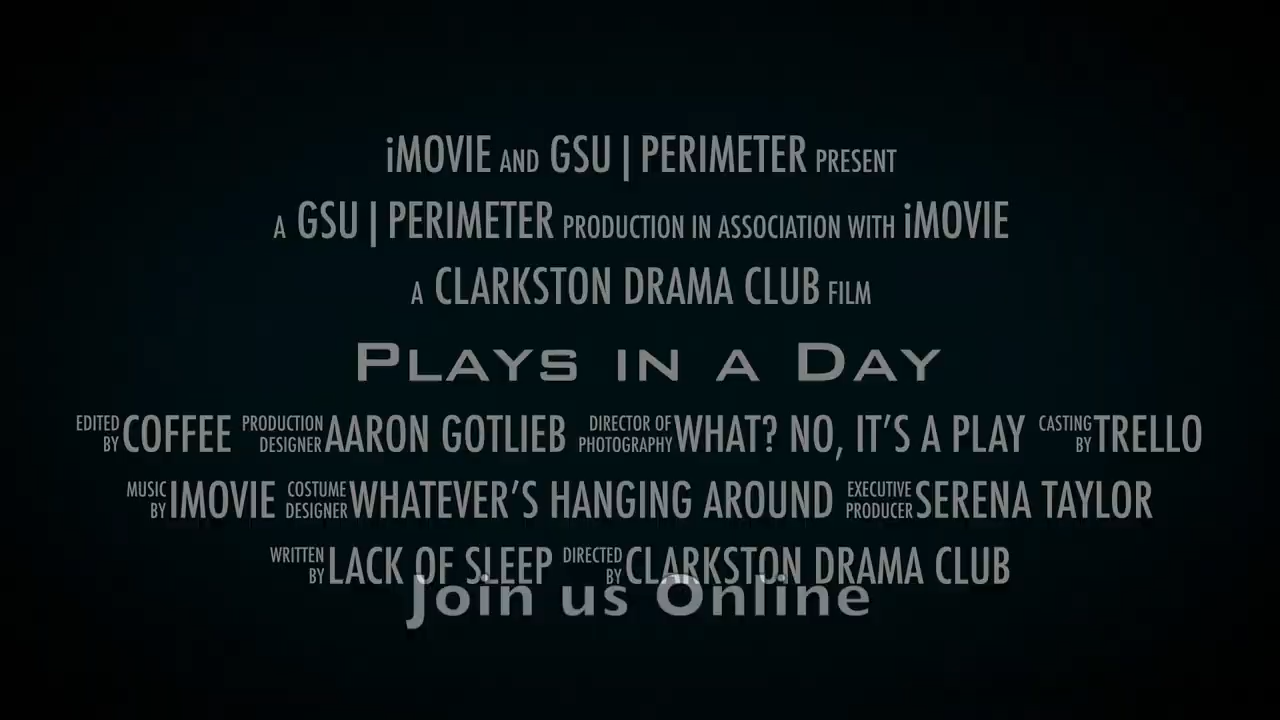 iMOVIE AND GSU | PERIMETER PRESENT
A GSU | PERIMETER PRODUCTION IN ASSOCIATION WITH iMOVIE
A CLARKSTON DRAMA CLUB FILM
PLAYS IN A DAY
EDITED BY COFFEE PRODUCTION DESIGNER AARON GOTLIEB DIRECTOR OF PHOTOGRAPHY WHAT? NO, IT'S A PLAY CASTING BY TRELLO
MUSIC BY IMOVIE COSTUME DESIGNER WHATEVER'S HANGING AROUND EXECUTIVE PRODUCER SERENA TAYLOR
WRITTEN BY LACK OF SLEEP DIRECTED BY CLARKSTON DRAMA CLUB
Join us Online